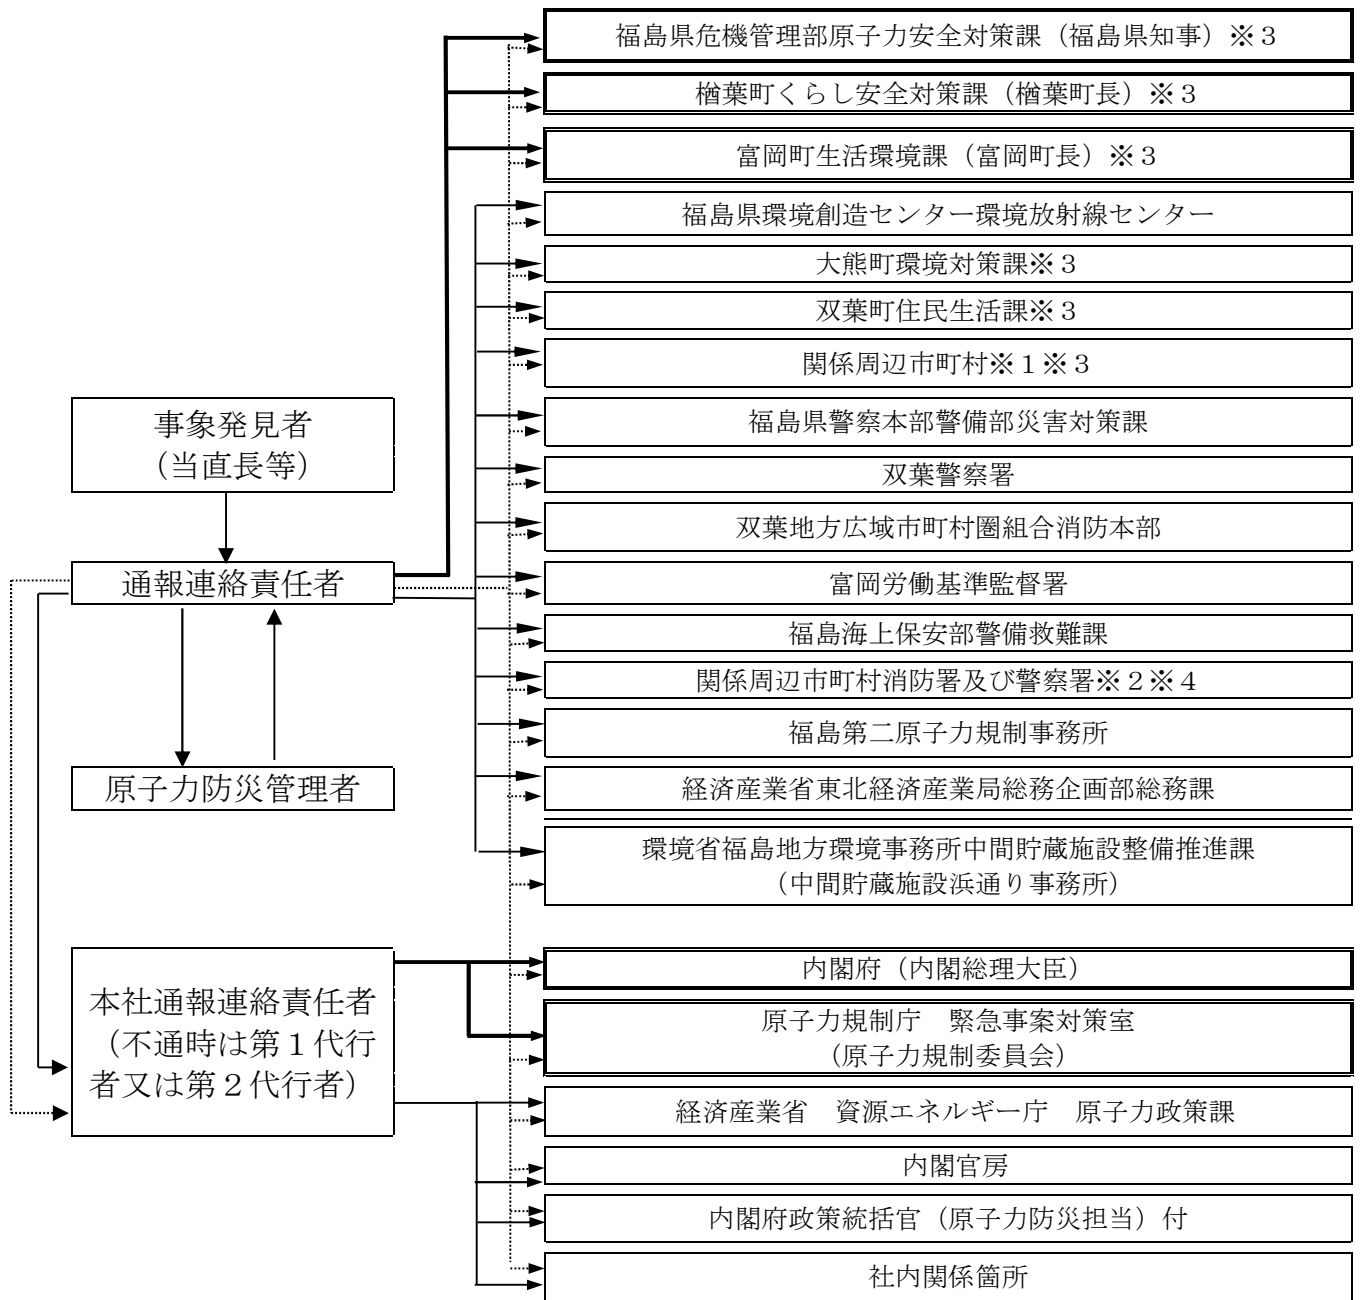 福島県危機管理部原子力安全対策課（福島県知事）※３
楢葉町くらし安全対策課（楢葉町長）※３
富岡町生活環境課（富岡町長）※３
福島県環境創造センター環境放射線センター
大熊町環境対策課※３
双葉町住民生活課※３
関係周辺市町村※１※３
事象発見者
（当直長等）
福島県警察本部警備部災害対策課
双葉警察署
双葉地方広域市町村圏組合消防本部
通報連絡責任者
富岡労働基準監督署
福島海上保安部警備救難課
関係周辺市町村消防署及び警察署※２※４
福島第二原子力規制事務所
原子力防災管理者
経済産業省東北経済産業局総務企画部総務課
環境省福島地方環境事務所中間貯蔵施設整備推進課
（中間貯蔵施設浜通り事務所）
本社通報連絡責任者
（不通時は第１代行
者又は第２代行者）
内閣府（内閣総理大臣）
原子力規制庁　緊急事案対策室
（原子力規制委員会）
経済産業省　資源エネルギー庁　原子力政策課
内閣官房
内閣府政策統括官（原子力防災担当）付
社内関係箇所